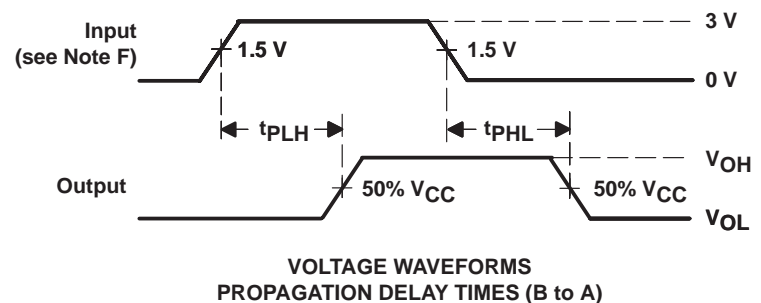 Input
(see Note F)
1.5 V
1.5 V
3 V
0 V
tPLH
tPHL
Output
50% VCC
50% VCC
VOH
VOL
VOLTAGE WAVEFORMS
PROPAGATION DELAY TIMES (B to A)